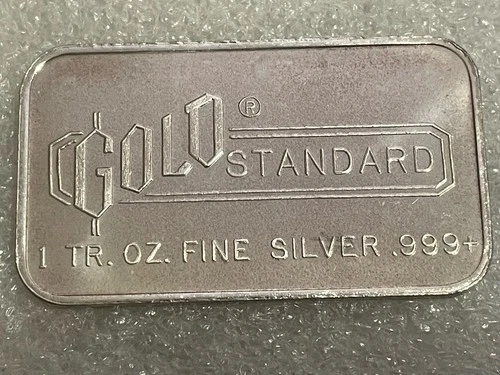 GOLD ®
STANDARD
1 TR. OZ. FINE SILVER .999+